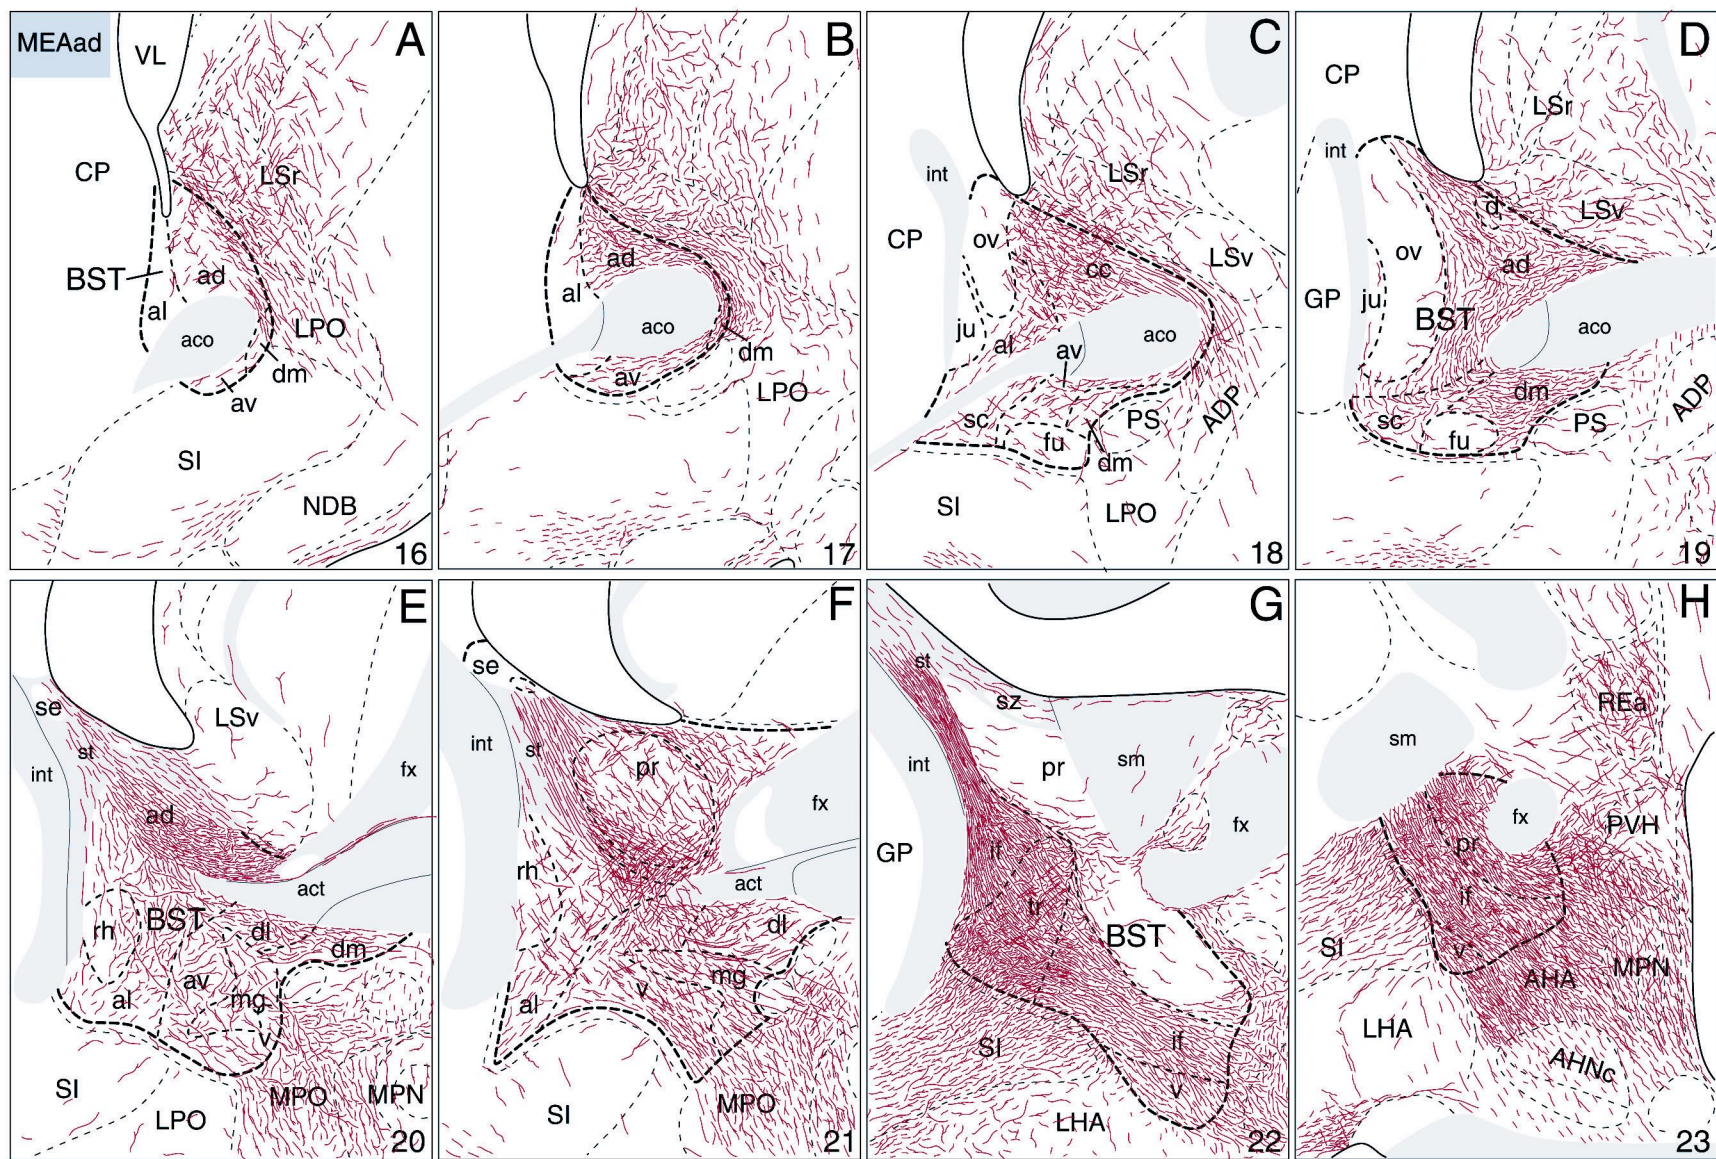 MEAad
A
VL
CP
LSr
BST
ad
al
aco
LPO
dm
av
SI
NDB
16
B
ad
al
aco
dm
av
LPO
17
C
int
LSr
CP
ov
cc
LSv
ju
al
av
aco
sc
fu
PS
dm
ADP
SI
LPO
18
D
CP
LSr
int
d
LSv
ov
ad
GP
ju
BST
aco
dm
sc
fu
PS
ADP
19
E
se
LSv
st
int
fx
ad
act
BST
rh
dl
dm
av
al
mg
v
SI
MPO
MPN
LPO
20
F
se
int
st
pr
fx
rh
act
dl
mg
v
al
SI
MPO
21
G
st
sz
int
pr
sm
fx
GP
if
tr
BST
SI
if
v
LHA
22
H
REa
sm
fx
PVH
pr
if
SI
v
AHA
MPN
LHA
AHNc
23